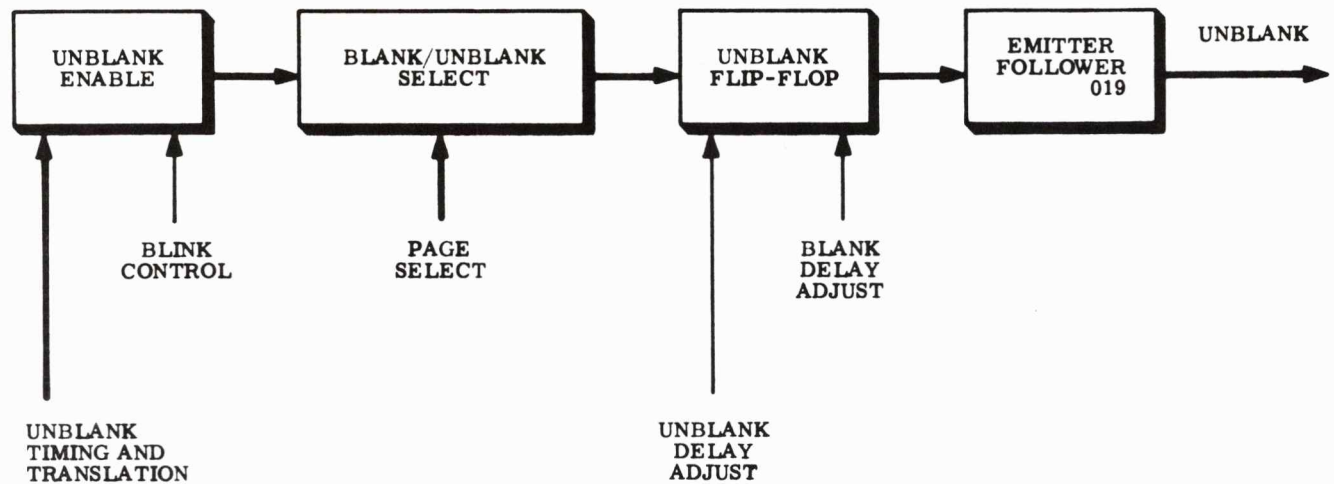 UNBLANK
ENABLE
BLANK/UNBLANK
SELECT
UNBLANK
FLIP-FLOP
EMITTER
FOLLOWER
019
UNBLANK
BLINK
CONTROL
PAGE
SELECT
BLANK
DELAY
ADJUST
UNBLANK
TIMING AND
TRANSLATION
UNBLANK
DELAY
ADJUST